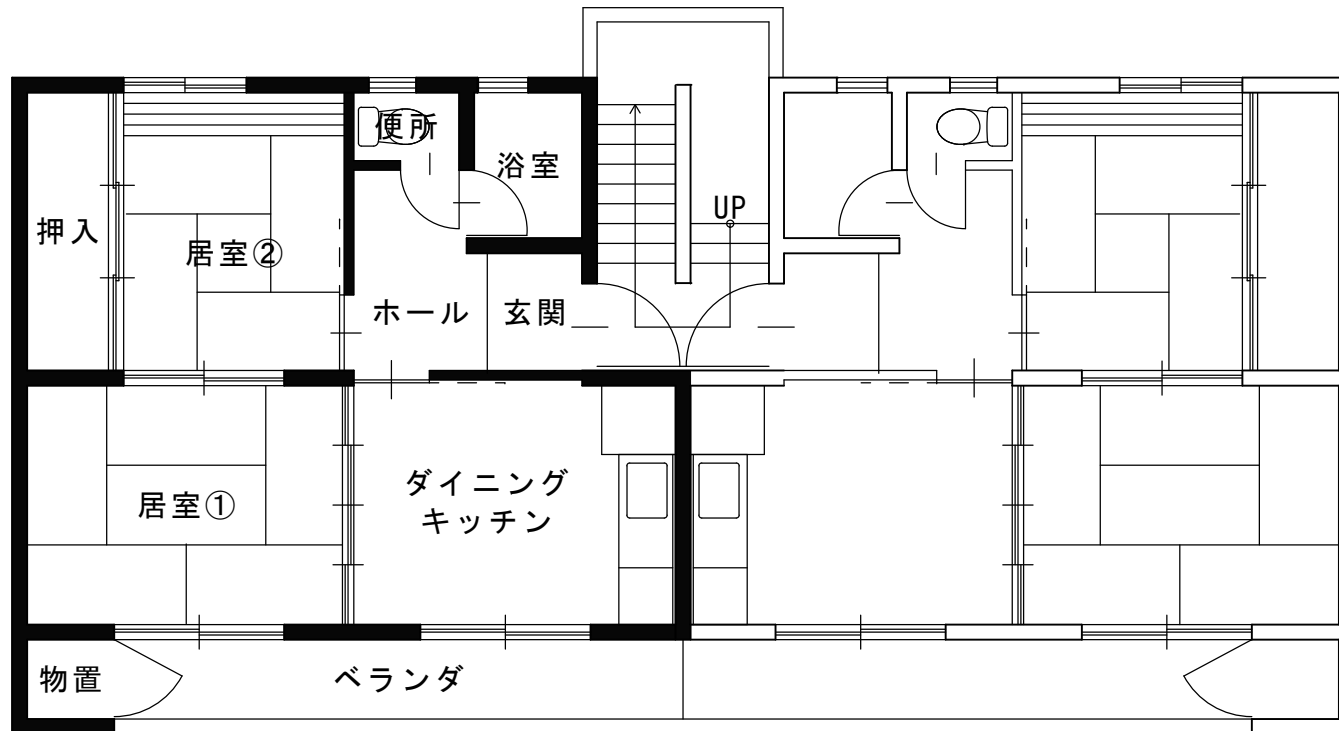 便所
浴室
UP
押入
居室②
ホール
玄関
居室①
ダイニング
キッチン
物置
ベランダ